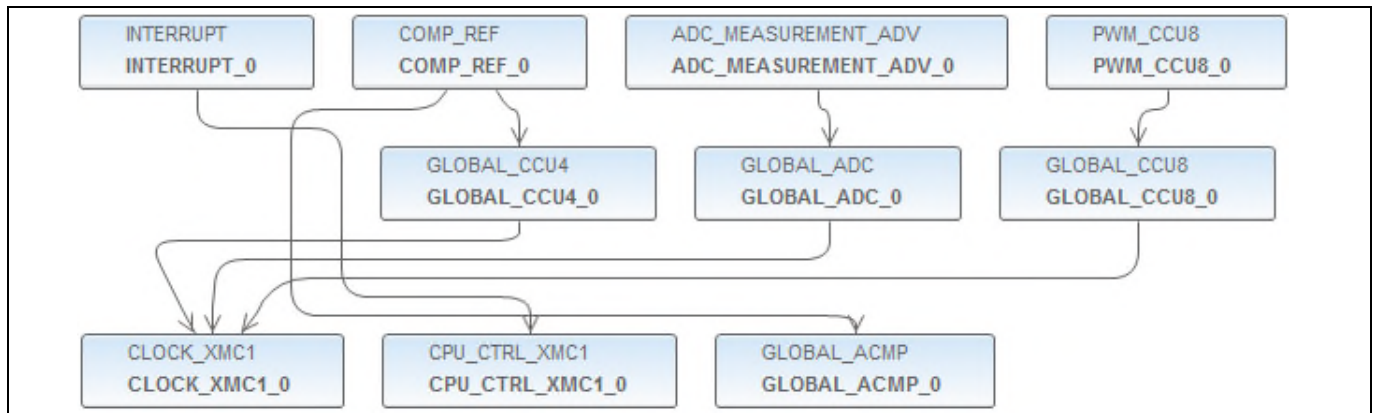 INTERRUPT
INTERRUPT_0
COMP_REF
COMP_REF_0
ADC_MEASUREMENT_ADV
ADC_MEASUREMENT_ADV_0
PWM_CCU8
PWM_CCU8_0
GLOBAL_CCU4
GLOBAL_CCU4_0
GLOBAL_ADC
GLOBAL_ADC_0
GLOBAL_CCU8
GLOBAL_CCU8_0
CLOCK_XMC1
CLOCK_XMC1_0
CPU_CTRL_XMC1
CPU_CTRL_XMC1_0
GLOBAL_ACMP
GLOBAL_ACMP_0